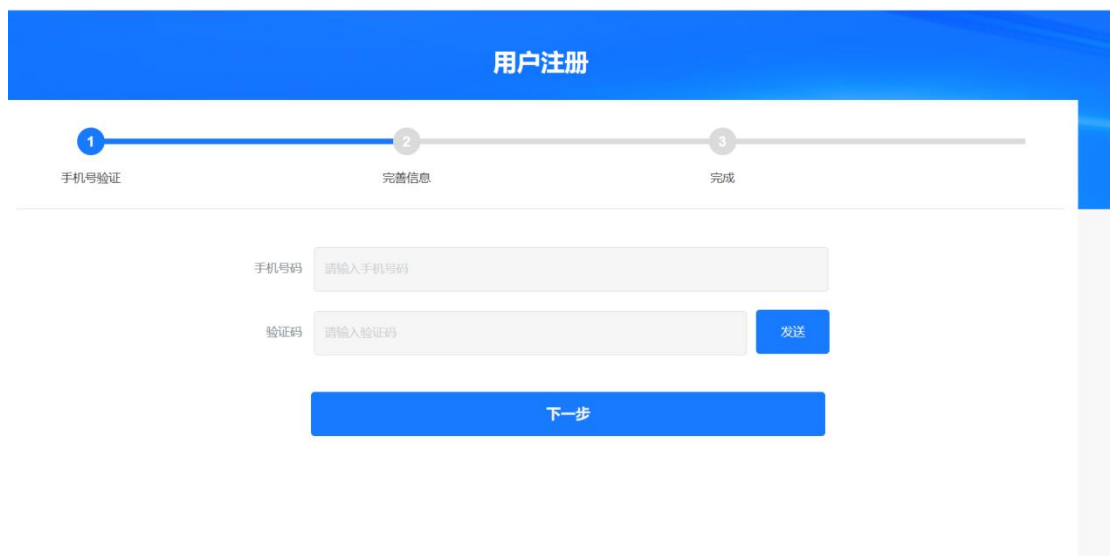 用户注册
1
2
3
手机号验证
完善信息
完成
手机号码 请输入手机号码
验证码 请输入验证码 发送
下一步